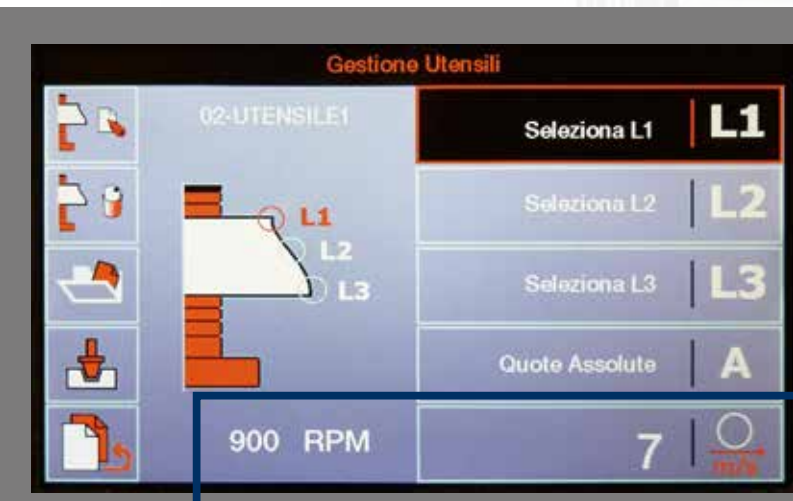 Gestione Utensili
02-UTENSILE1
Seleziona L1 L1
Seleziona L2 L2
Seleziona L3 L3
L1
L2
L3
Quote Assolute A
900 RPM
7 m/s